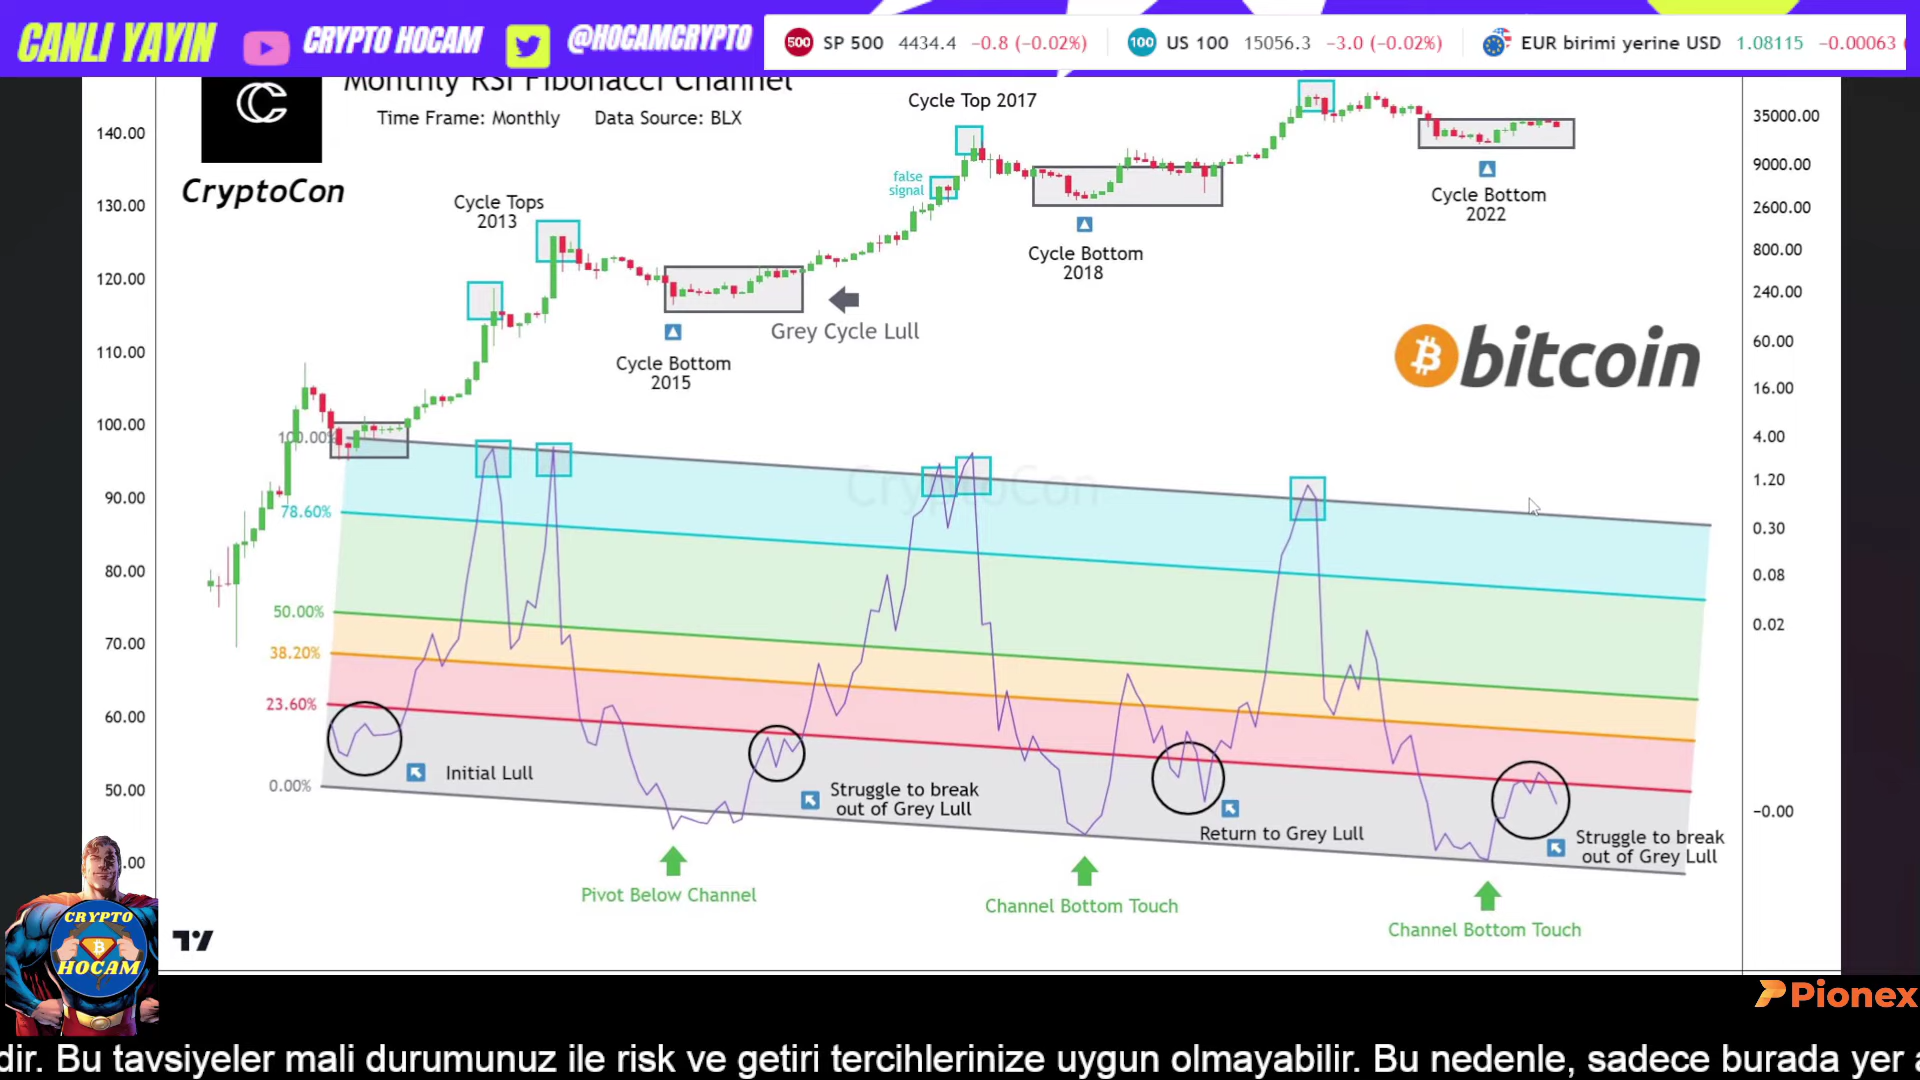 CANLI YAYIN
CRYPTO HOCAM
@HOCAMCRYPTO
500 SP 500 4434.4 −0.8 (−0.02%)
100 US 100 15056.3 −3.0 (−0.02%)
EUR birimi yerine USD 1.08115 −0.00063
Monthly RSI Fibonacci Channel
Time Frame: Monthly Data Source: BLX
CryptoCon
Cycle Top 2017
false
signal
Cycle Tops
2013
Cycle Bottom
2022
Cycle Bottom
2018
Grey Cycle Lull
Cycle Bottom
2015
bitcoin
140.00
130.00
120.00
110.00
100.00
90.00
80.00
70.00
60.00
50.00
35000.00
9000.00
2600.00
800.00
240.00
60.00
16.00
4.00
1.20
0.30
0.08
0.02
−0.00
100.00%
78.60%
50.00%
38.20%
23.60%
0.00%
CryptoCon
Initial Lull
Struggle to break
out of Grey Lull
Return to Grey Lull
Struggle to break
out of Grey Lull
Pivot Below Channel
Channel Bottom Touch
Channel Bottom Touch
CRYPTO
HOCAM
Pionex
dir. Bu tavsiyeler mali durumunuz ile risk ve getiri tercihlerinize uygun olmayabilir. Bu nedenle, sadece burada yer